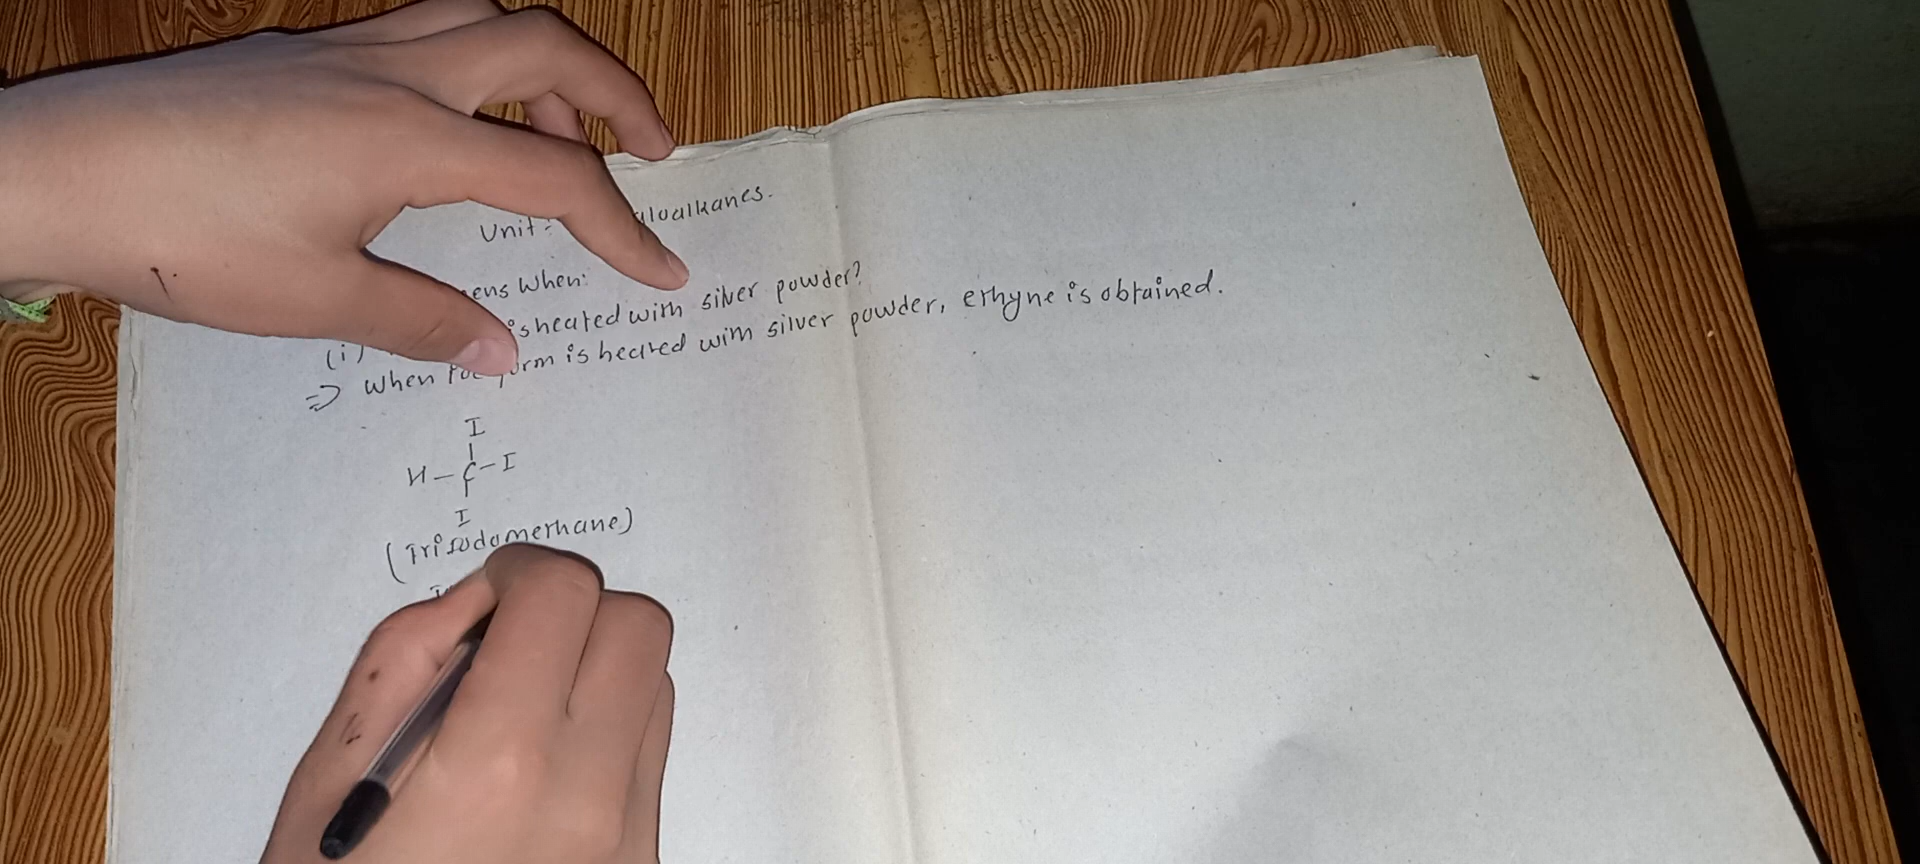 Unit:
aloalkanes.
ens when:
(i) is heated with silver powder?
=> when form is heated with silver powder, ethyne is obtained.
I
H-C-I
I
(TriIodomethane)